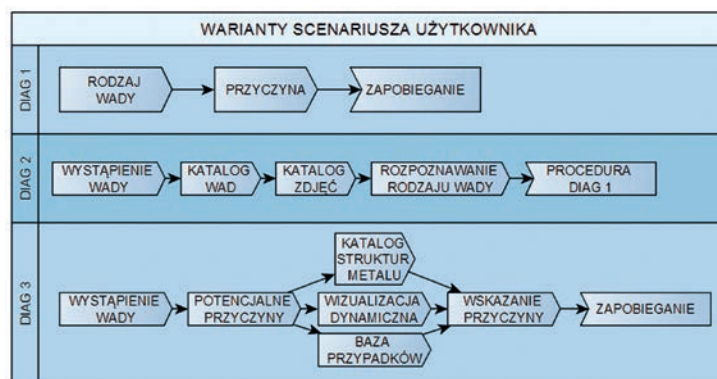 WARIANTY SCENARIUSZA UŻYTKOWNIKA
DIAG 1
RODZAJ
WADY
PRZYCZYNA
ZAPOBIEGANIE
DIAG 2
WYSTĄPIENIE
WADY
KATALOG
WAD
KATALOG
ZDJĘĆ
ROZPOZNAWANIE
RODZAJU WADY
PROCEDURA
DIAG 1
DIAG 3
WYSTĄPIENIE
WADY
POTENCJALNE
PRZYCZYNY
KATALOG
STRUKTUR
METALU
WIZUALIZACJA
DYNAMICZNA
BAZA
PRZYPADKÓW
WSKAZANIE
PRZYCZYNY
ZAPOBIEGANIE